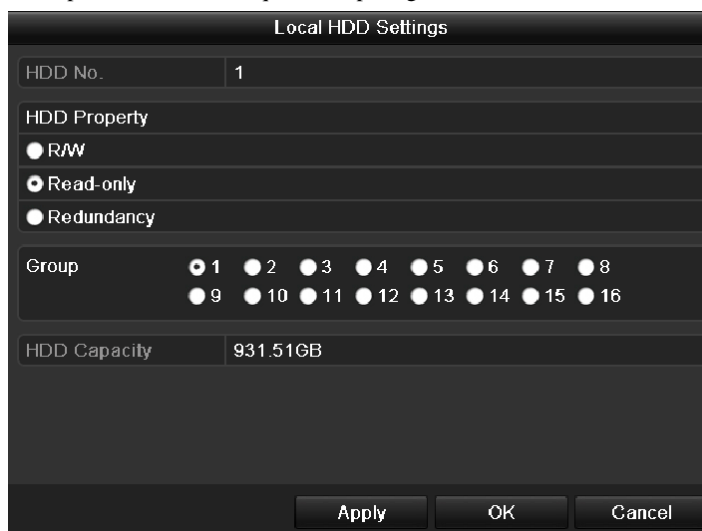 Local HDD Settings
HDD No. 1
HDD Property
R/W
Read-only
Redundancy
Group 1 2 3 4 5 6 7 8
9 10 11 12 13 14 15 16
HDD Capacity 931.51GB
Apply OK Cancel